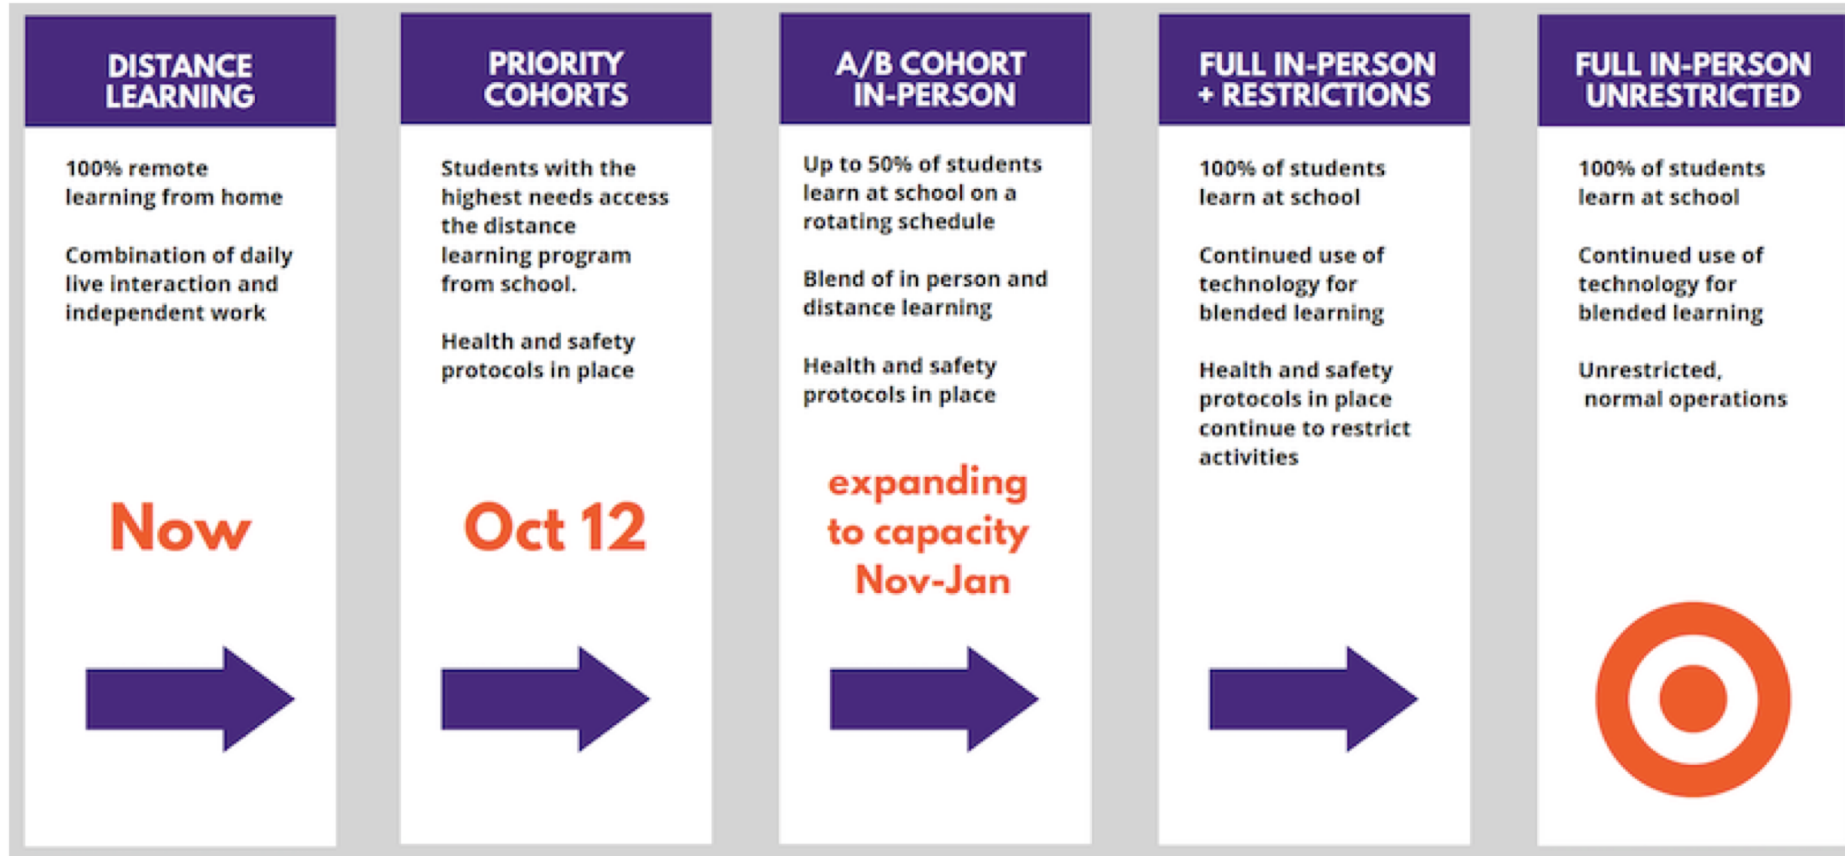 DISTANCE
LEARNING
100% remote
learning from home
Combination of daily
live interaction and
independent work
Now
PRIORITY
COHORTS
Students with the
highest needs access
the distance
learning program
from school.
Health and safety
protocols in place
Oct 12
A/B COHORT
IN-PERSON
Up to 50% of students
learn at school on a
rotating schedule
Blend of in person and
distance learning
Health and safety
protocols in place
expanding
to capacity
Nov-Jan
FULL IN-PERSON
+ RESTRICTIONS
100% of students
learn at school
Continued use of
technology for
blended learning
Health and safety
protocols in place
continue to restrict
activities
FULL IN-PERSON
UNRESTRICTED
100% of students
learn at school
Continued use of
technology for
blended learning
Unrestricted,
normal operations